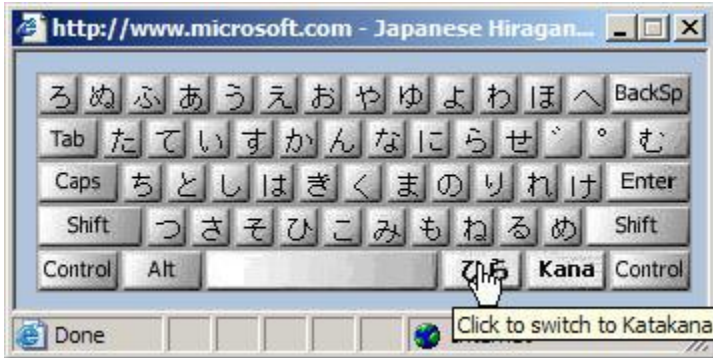 http://www.microsoft.com - Japanese Hiragan...
ろ ぬ ふ あ う え お や ゆ よ わ ほ へ BackSp
Tab た て い す か ん な に ら せ ゛ ゜ む
Caps ち と し は き く ま の り れ け Enter
Shift つ さ そ ひ こ み も ね る め Shift
Control Alt ひら Kana Control
Click to switch to Katakana
Done